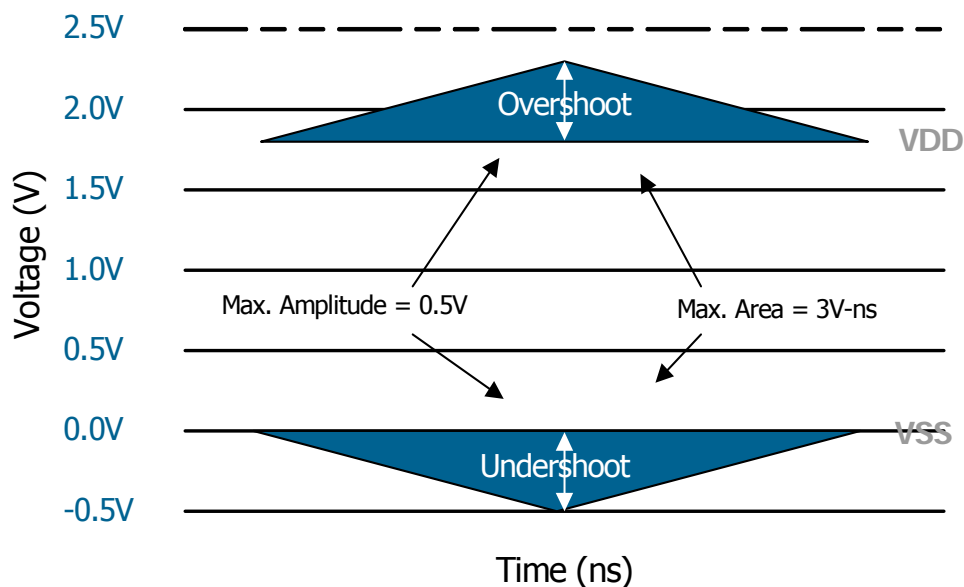 2.5V
Overshoot
2.0V
VDD
1.5V
Voltage (V)
1.0V
Max. Amplitude = 0.5V
Max. Area = 3V-ns
0.5V
0.0V
VSS
Undershoot
-0.5V
Time (ns)